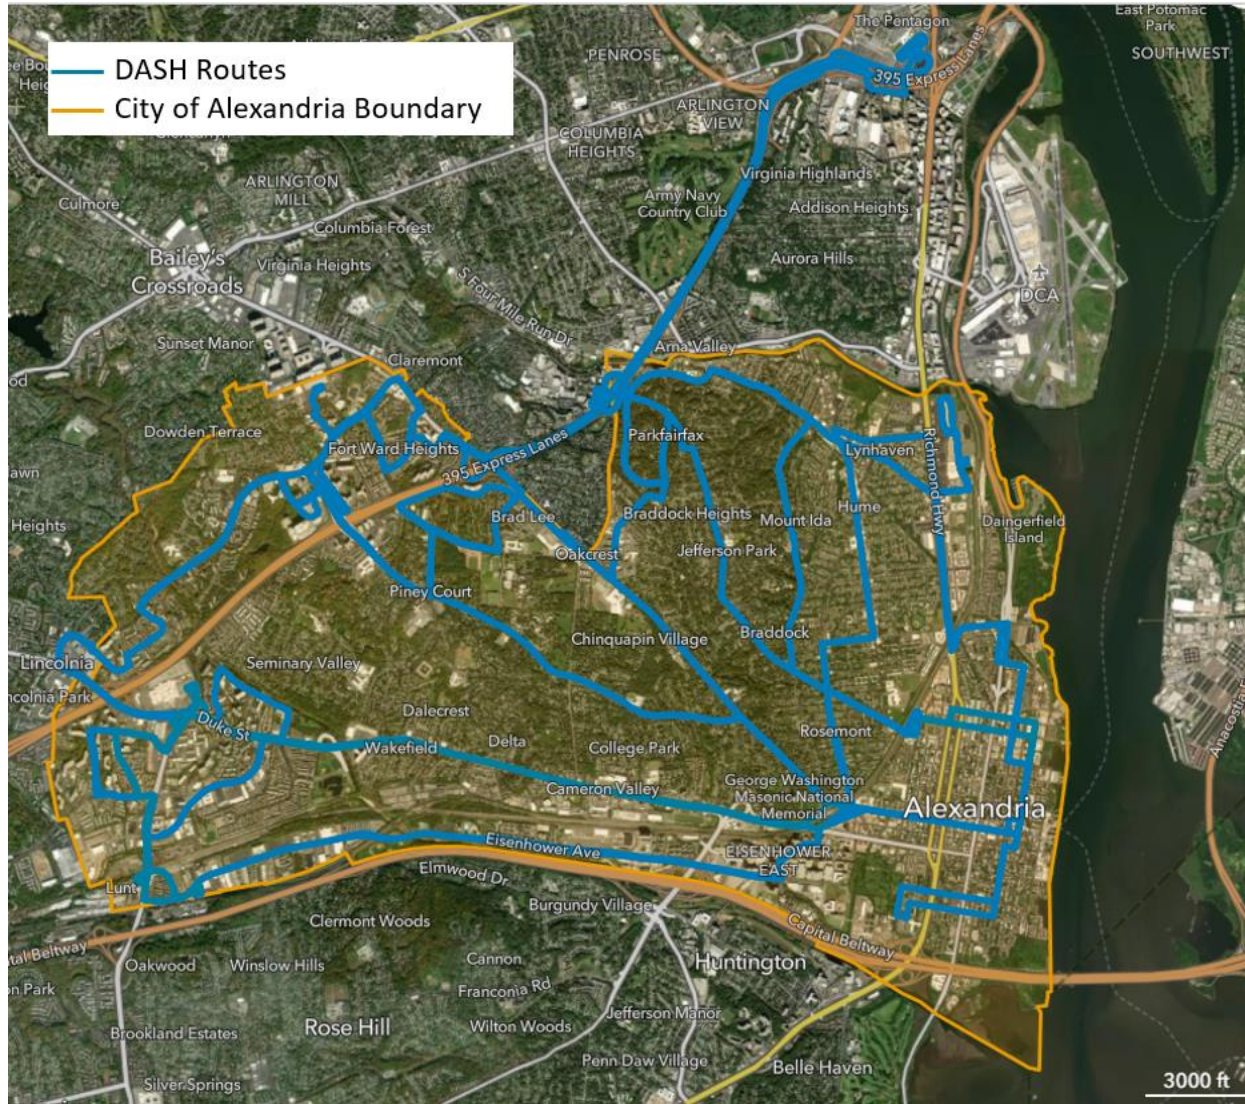 The Pentagon
East Potomac
Park
SOUTHWEST
PENROSE
DASH Routes
City of Alexandria Boundary
395 Express Lanes
ARLINGTON
VIEW
COLUMBIA
HEIGHTS
Virginia Highlands
ARLINGTON
MILL
Army Navy
Country Club
Addison Heights
Culmore
Columbia Forest
Bailey's
Crossroads
Virginia Heights
Aurora Hills
S Four Mile Run Dr
DCA
Sunset Manor
Claremont
Arna Valley
Dowden Terrace
Fort Ward Heights
395 Express Lanes
Parkfairfax
Lynhaven
Richmond Hwy
Heights
Brad Lee
Braddock Heights
Mount Ida
Hume
Daingerfield
Island
Oakcrest
Jefferson Park
Piney Court
Chinquapin Village
Braddock
Lincolnia
Seminary Valley
ncolnia Park
Dalecrest
Duke St
Wakefield
Delta
College Park
Rosemont
Anacostia F
Cameron Valley
George Washington
Masonic National
Memorial
Alexandria
Eisenhower Ave
EISENHOWER
EAST
Lunt
Elmwood Dr
Burgundy Village
Clermont Woods
Capital Beltway
tal Beltway
Oakwood
Winslow Hills
Cannon
Huntington
on Park
Franconia Rd
Jefferson Manor
Brookland Estates
Rose Hill
Wilton Woods
Penn Daw Village
Belle Haven
Silver Springs
3000 ft